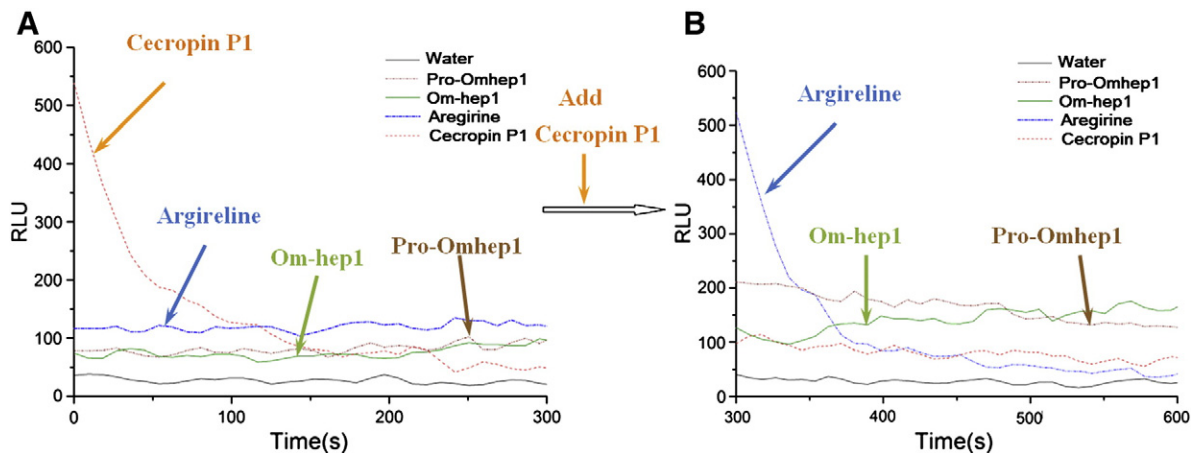 A
Cecropin P1
600
500
400
300
200
100
0
RLU
0
100
200
300
Time(s)
Water
Pro-Omhep1
Om-hep1
Aregirine
Cecropin P1
Argireline
Om-hep1
Pro-Omhep1
Add
Cecropin P1
B
600
500
400
300
200
100
0
RLU
300
400
500
600
Time(s)
Water
Pro-Omhep1
Om-hep1
Aregirine
Cecropin P1
Argireline
Om-hep1
Pro-Omhep1